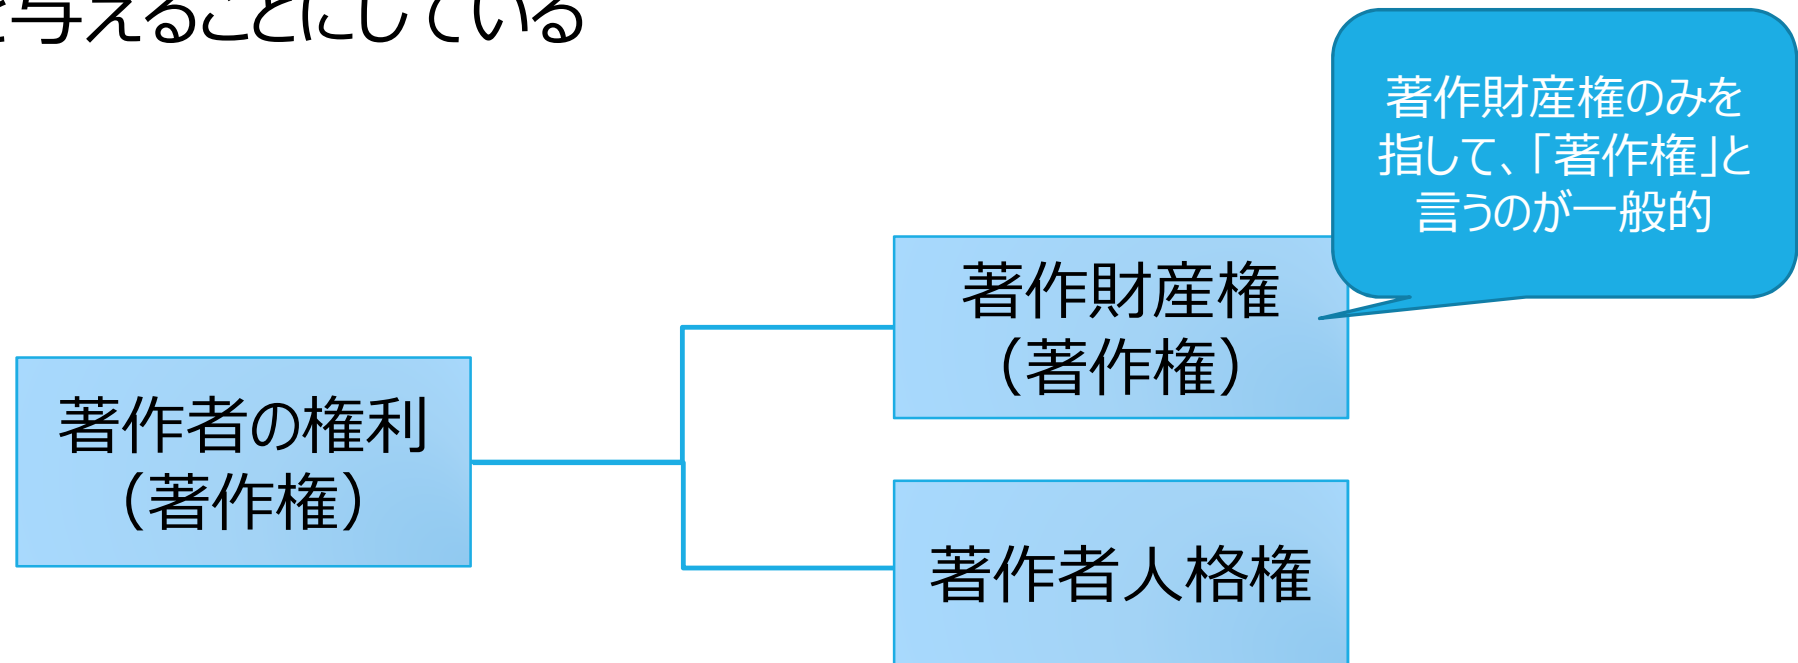 を与えることにしている
著作財産権のみを
指して、「著作権」と
言うのが一般的
著作財産権
（著作権）
著作者の権利
（著作権）
著作者人格権